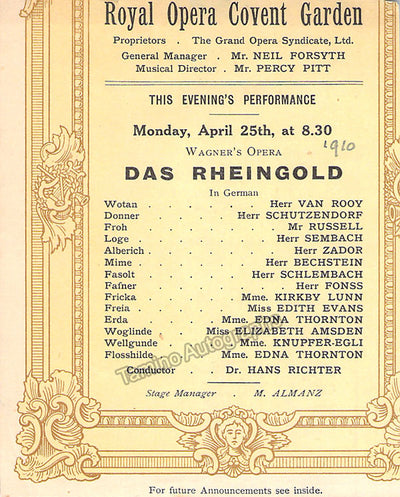 Royal Opera Covent Garden
Proprietors . The Grand Opera Syndicate, Ltd.
General Manager . Mr. NEIL FORSYTH
Musical Director . Mr. PERCY PITT
THIS EVENING'S PERFORMANCE
Monday, April 25th, at 8.30
1910
WAGNER'S OPERA
DAS RHEINGOLD
In German
Wotan . . . . . Herr VAN ROOY
Donner . . . . Herr SCHUTZENDORF
Froh . . . . . Mr RUSSELL
Loge . . . . . Herr SEMBACH
Alberich . . . . . Herr ZADOR
Mime . . . . . Herr BECHSTEIN
Fasolt . . . . Herr SCHLEMBACH
Fafner . . . . . Herr FONSS
Fricka . . . . Mme. KIRKBY LUNN
Freia . . . . Miss EDITH EVANS
Erda . . . . Mme. EDNA THORNTON
Woglinde . . . Miss ELIZABETH AMSDEN
Wellgunde . . . Mme. KNUPFER-EGLI
Flosshilde . . . Mme. EDNA THORNTON
Conductor . . Dr. HANS RICHTER
Stage Manager . . M. ALMANZ
Tamino Autographs
For future Announcements see inside.